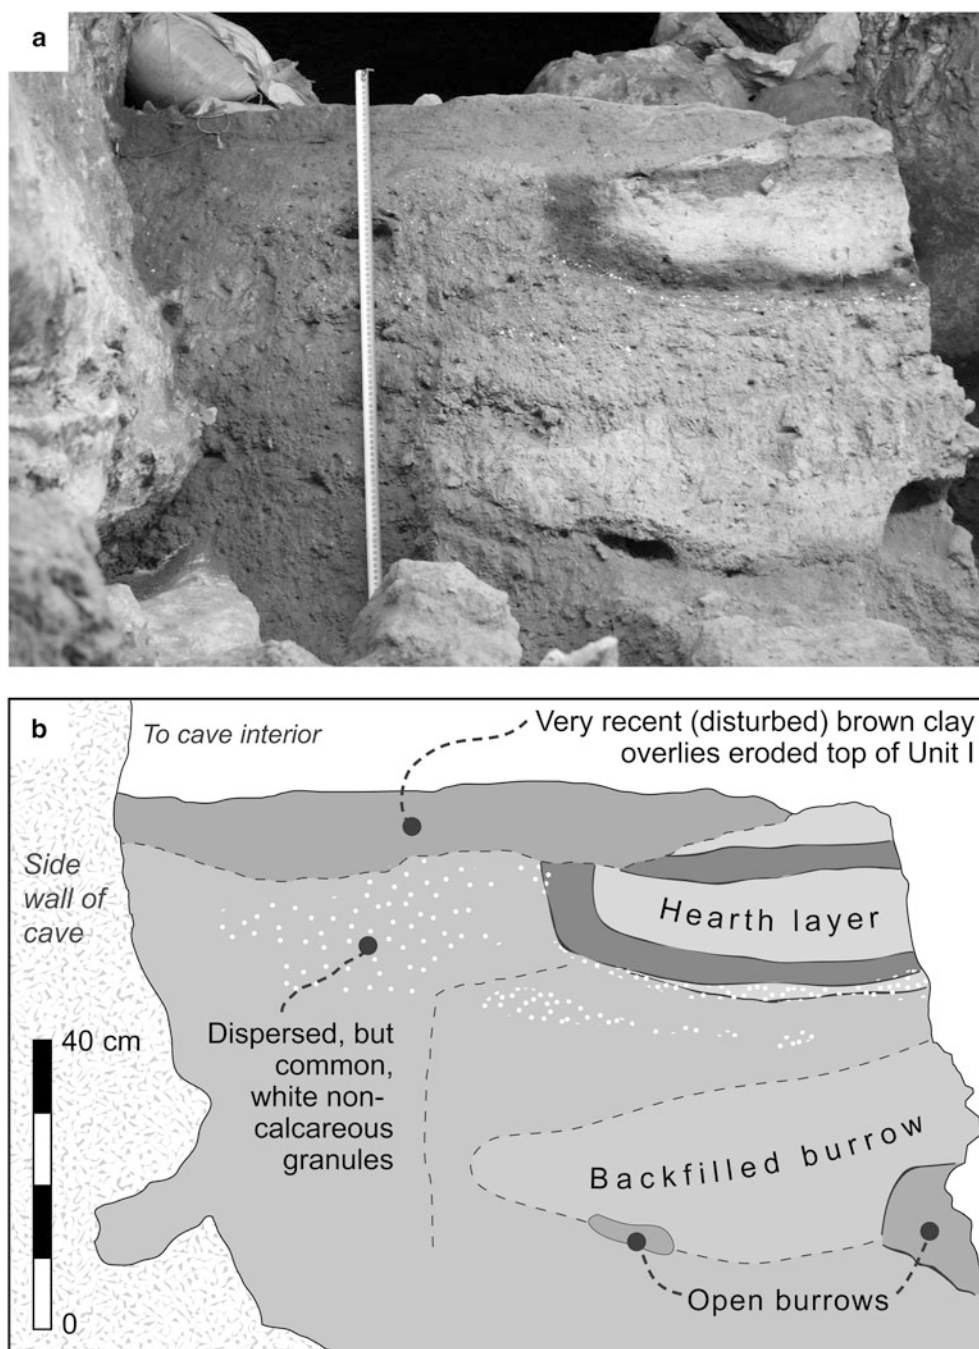 a
b
To cave interior
Very recent (disturbed) brown clay
overlies eroded top of Unit I
Side
wall of
cave
Hearth layer
Dispersed, but
common,
white non-
calcareous
granules
40 cm
0
Backfilled burrow
Open burrows